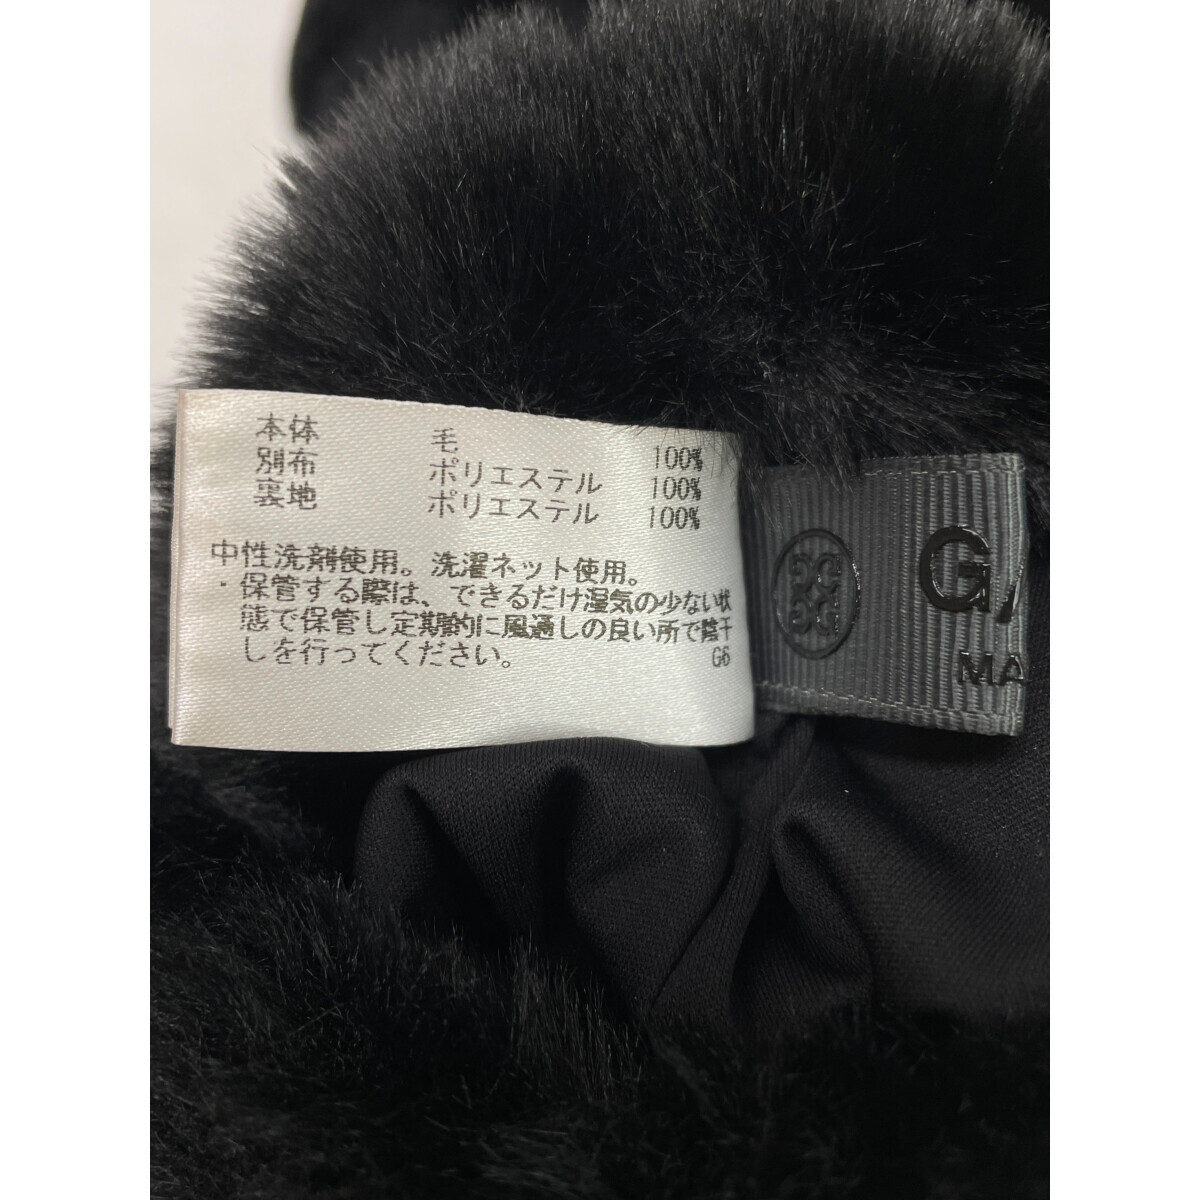 本体 毛 100%
別布 ポリエステル 100%
裏地 ポリエステル 100%
中性洗剤使用。洗濯ネット使用。
・保管する際は、できるだけ湿気の少ない状
態で保管し定期的に風通しの良い所で陰干
しを行ってください。 G6
G/
MA